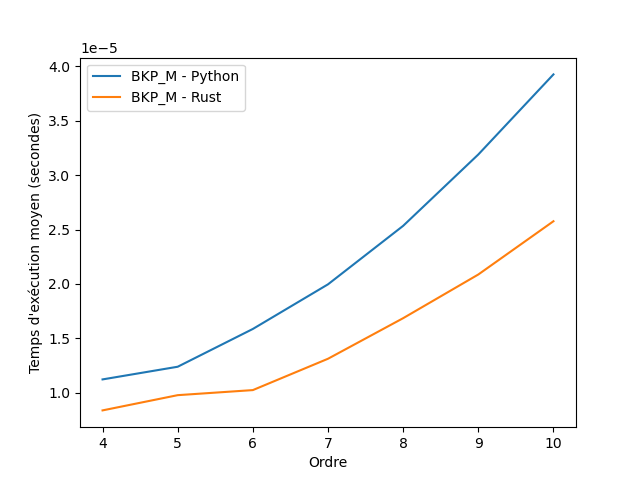 1e−5
4.0
3.5
3.0
2.5
2.0
1.5
1.0
Temps d'exécution moyen (secondes)
BKP_M - Python
BKP_M - Rust
4 5 6 7 8 9 10
Ordre